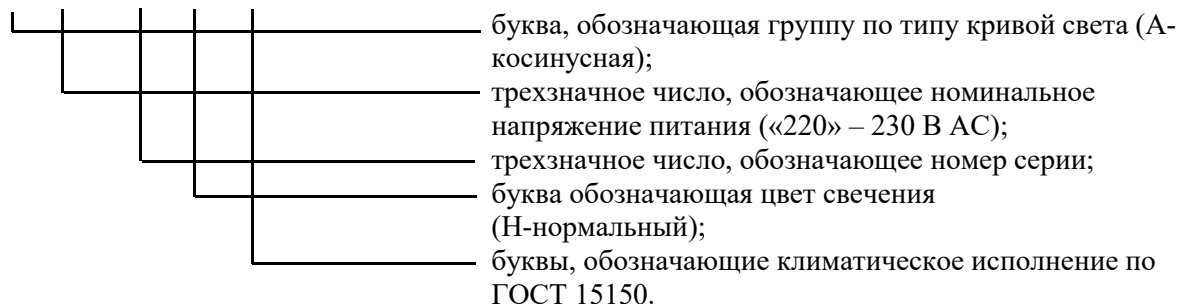 буква, обозначающая группу по типу кривой света (А-
косинусная);
трехзначное число, обозначающее номинальное
напряжение питания («220» – 230 В АС);
трехзначное число, обозначающее номер серии;
буква обозначающая цвет свечения
(Н-нормальный);
буквы, обозначающие климатическое исполнение по
ГОСТ 15150.